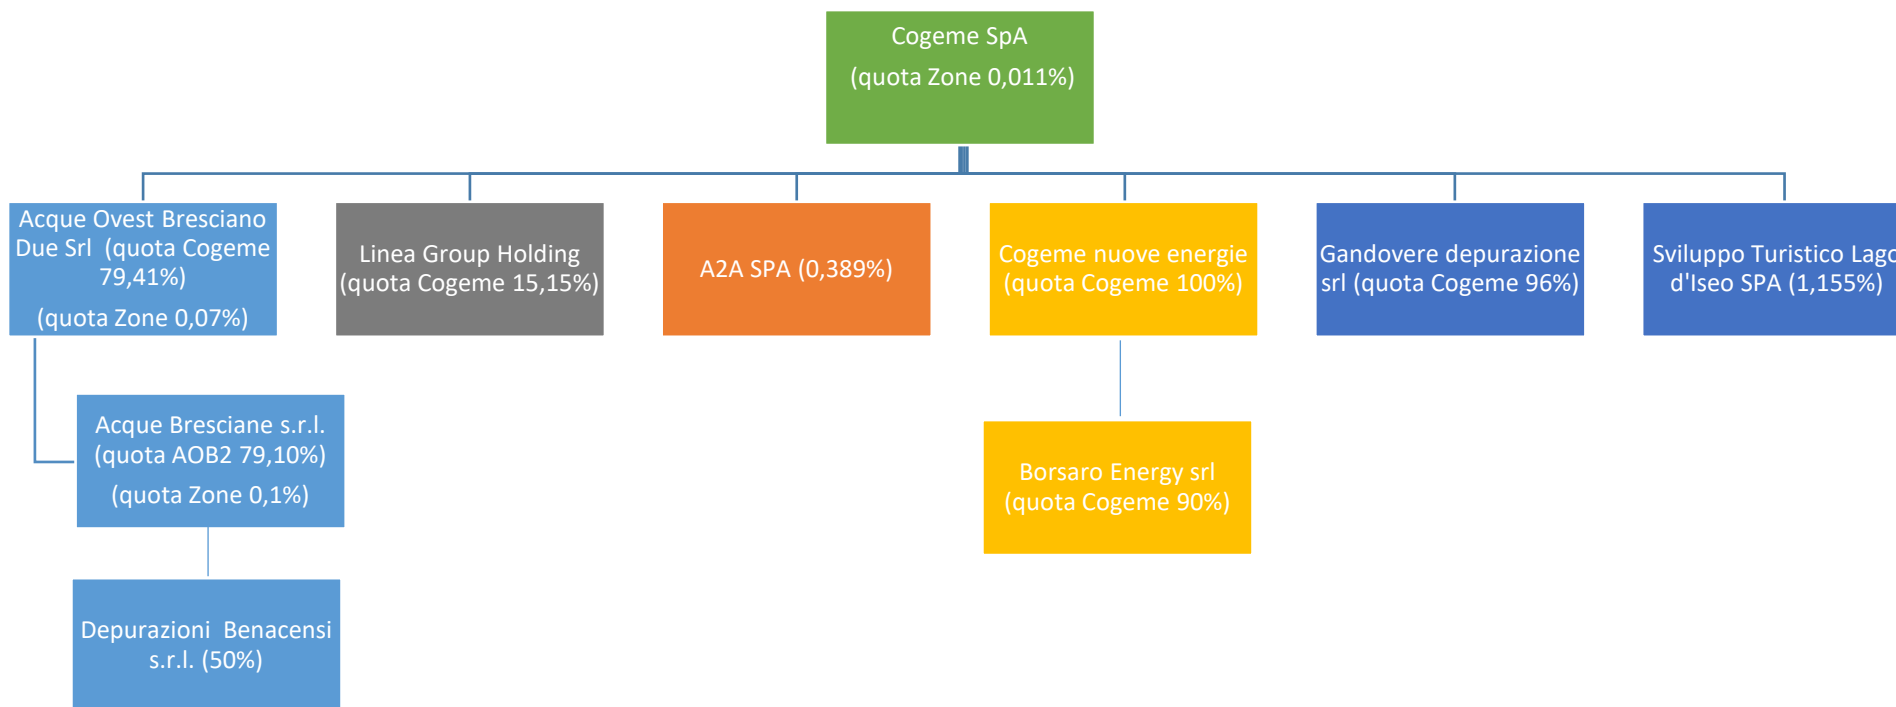 Cogeme SpA
(quota Zone 0,011%)
Acque Ovest Bresciano
Due Srl  (quota Cogeme
79,41%)
(quota Zone 0,07%)
Linea Group Holding
(quota Cogeme 15,15%)
A2A SPA (0,389%)
Cogeme nuove energie
(quota Cogeme 100%)
Gandovere depurazione
srl (quota Cogeme 96%)
Sviluppo Turistico Lago
d'Iseo SPA (1,155%)
Acque Bresciane s.r.l.
(quota AOB2 79,10%)
(quota Zone 0,1%)
Borsaro Energy srl
(quota Cogeme 90%)
Depurazioni  Benacensi
s.r.l. (50%)